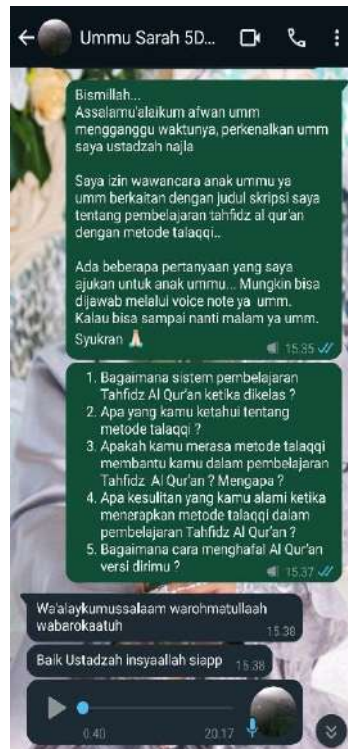 Ummu Sarah 5D...
Bismillah...
Assalamu'alaikum afwan umm
mengganggu waktunya, perkenalkan umm
saya ustadzah najla
Saya izin wawancara anak ummu ya
umm berkaitan dengan judul skripsi saya
tentang pembelajaran tahfidz al qur'an
dengan metode talaqqi..
Ada beberapa pertanyaan yang saya
ajukan untuk anak ummu... Mungkin bisa
dijawab melalui voice note ya umm.
Kalau bisa sampai nanti malam ya umm.
Syukran 🙏🏻
15.35
1. Bagaimana sistem pembelajaran
Tahfidz Al Qur'an ketika dikelas ?
2. Apa yang kamu ketahui tentang
metode talaqqi ?
3. Apakah kamu merasa metode talaqqi
membantu kamu dalam pembelajaran
Tahfidz Al Qur'an ? Mengapa ?
4. Apa kesulitan yang kamu alami ketika
menerapkan metode talaqqi dalam
pembelajaran Tahfidz Al Qur'an ?
5. Bagaimana cara menghafal Al Qur'an
versi dirimu ?
15.37
Wa'alaykumussalaam warohmatullaah
wabarokaatuh
15.38
Baik Ustadzah insyaallah siapp
15.38
0.40
20.17